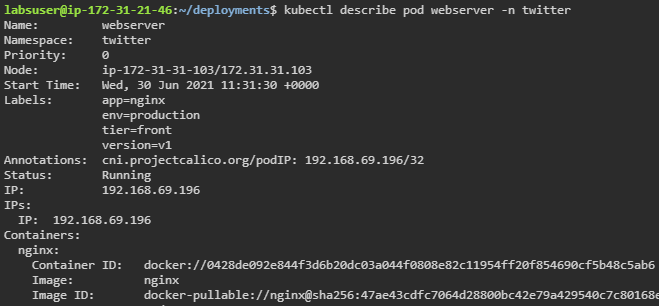 labsuser@ip-172-31-21-46:~/deployments$ kubectl describe pod webserver -n twitter
Name:         webserver
Namespace:    twitter
Priority:     0
Node:         ip-172-31-31-103/172.31.31.103
Start Time:   Wed, 30 Jun 2021 11:31:30 +0000
Labels:       app=nginx
              env=production
              tier=front
              version=v1
Annotations:  cni.projectcalico.org/podIP: 192.168.69.196/32
Status:       Running
IP:           192.168.69.196
IPs:
  IP:  192.168.69.196
Containers:
  nginx:
    Container ID:   docker://0428de092e844f3d6b20dc03a044f0808e82c11954ff20f854690cf5b48c5ab6
    Image:          nginx
    Image ID:       docker-pullable://nginx@sha256:47ae43cdfc7064d28800bc42e79a429540c7c80168e